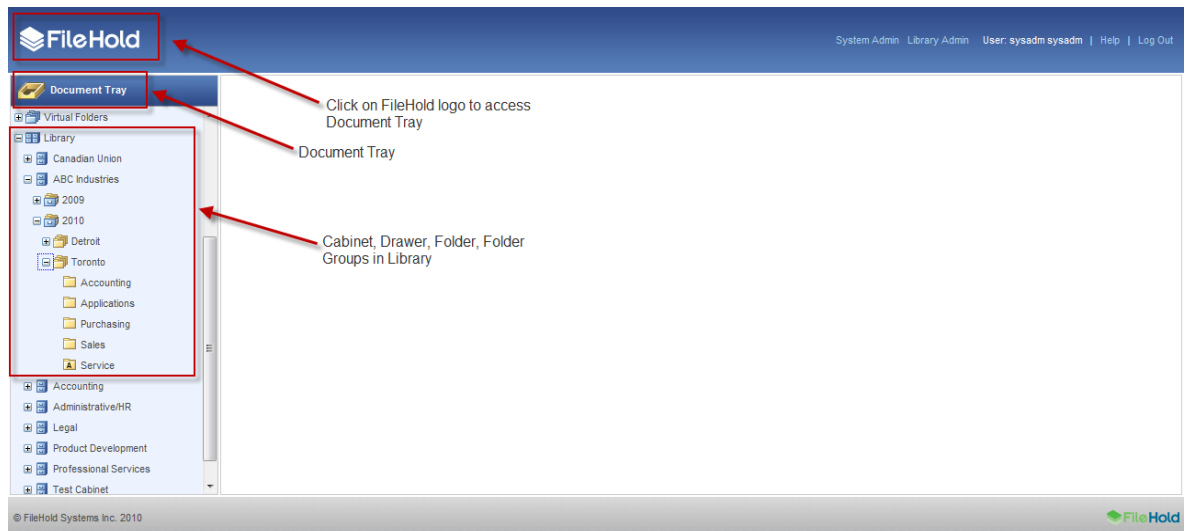 FileHold
System Admin Library Admin User: sysadm sysadm | Help | Log Out
Document Tray
Virtual Folders
Library
Canadian Union
ABC Industries
2009
2010
Detroit
Toronto
Accounting
Applications
Purchasing
Sales
A Service
Accounting
Administrative/HR
Legal
Product Development
Professional Services
Test Cabinet
Click on FileHold logo to access
Document Tray
Document Tray
Cabinet, Drawer, Folder, Folder
Groups in Library
© FileHold Systems Inc. 2010
FileHold